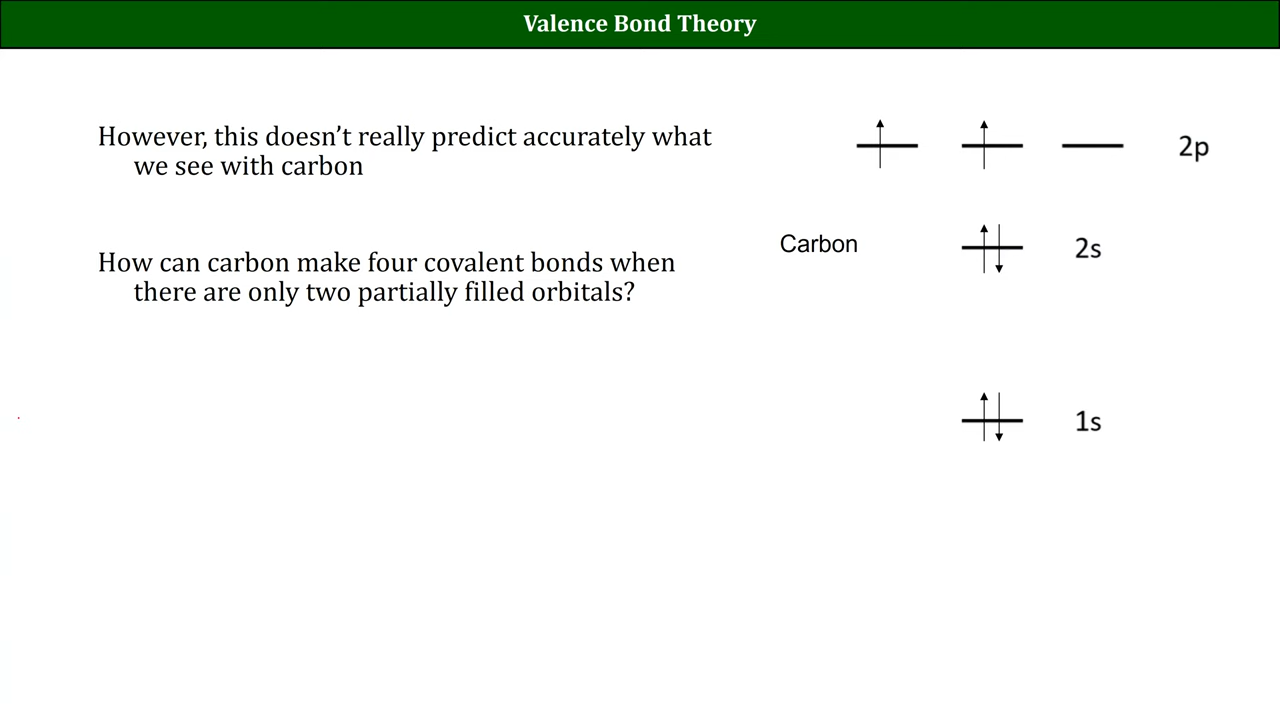 Valence Bond Theory
However, this doesn’t really predict accurately what
we see with carbon
How can carbon make four covalent bonds when
there are only two partially filled orbitals?
2p
Carbon
2s
1s